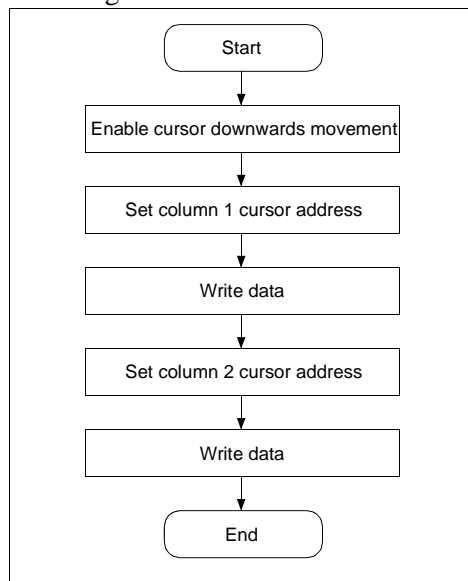 Start
Enable cursor downwards movement
Set column 1 cursor address
Write data
Set column 2 cursor address
Write data
End